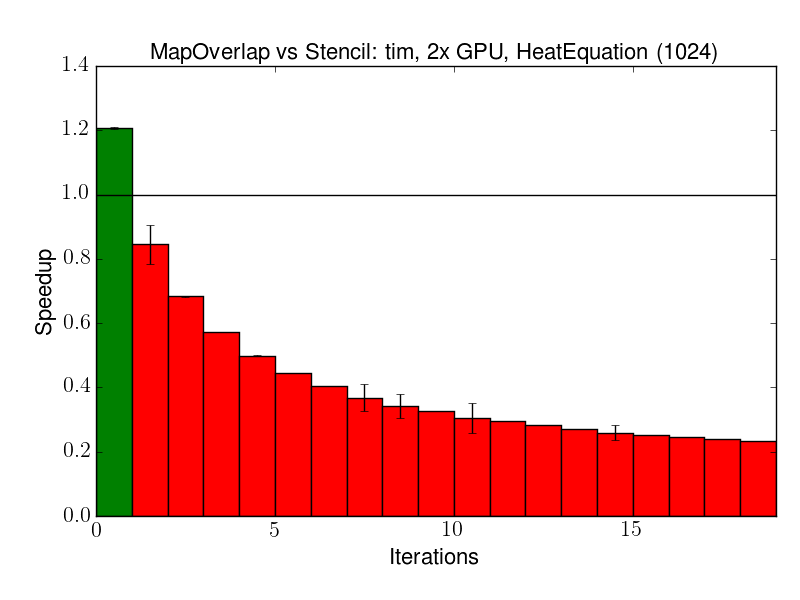 MapOverlap vs Stencil: tim, 2x GPU, HeatEquation (1024)
1.4
1.2
1.0
0.8
0.6
0.4
0.2
0.0
Speedup
0 5 10 15
Iterations